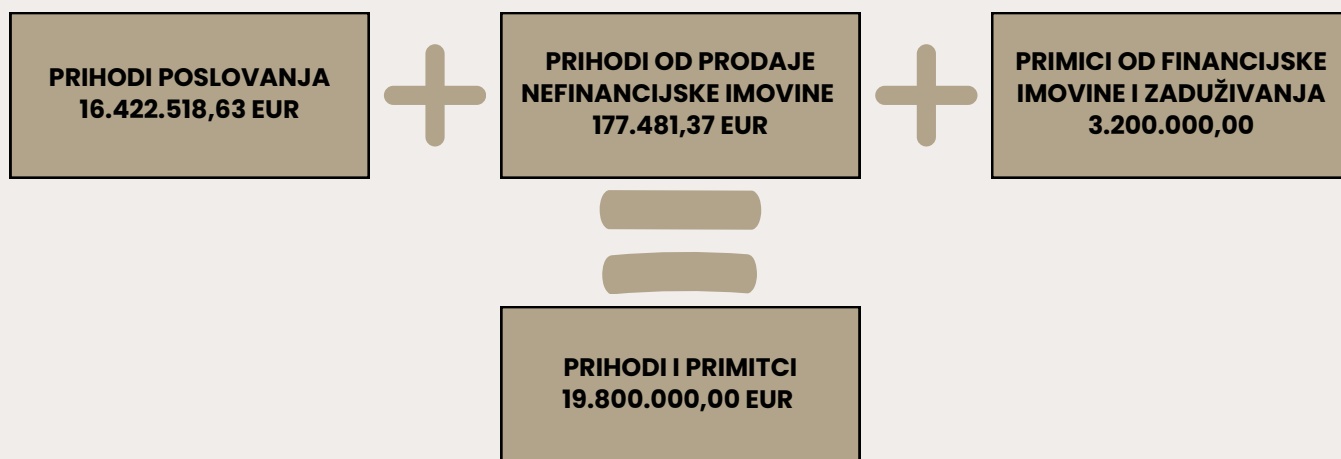 PRIHODI POSLOVANJA
16.422.518,63 EUR
PRIHODI OD PRODAJE
NEFINANCIJSKE IMOVINE
177.481,37 EUR
PRIMICI OD FINANCIJSKE
IMOVINE I ZADUŽIVANJA
3.200.000,00
PRIHODI I PRIMITCI
19.800.000,00 EUR